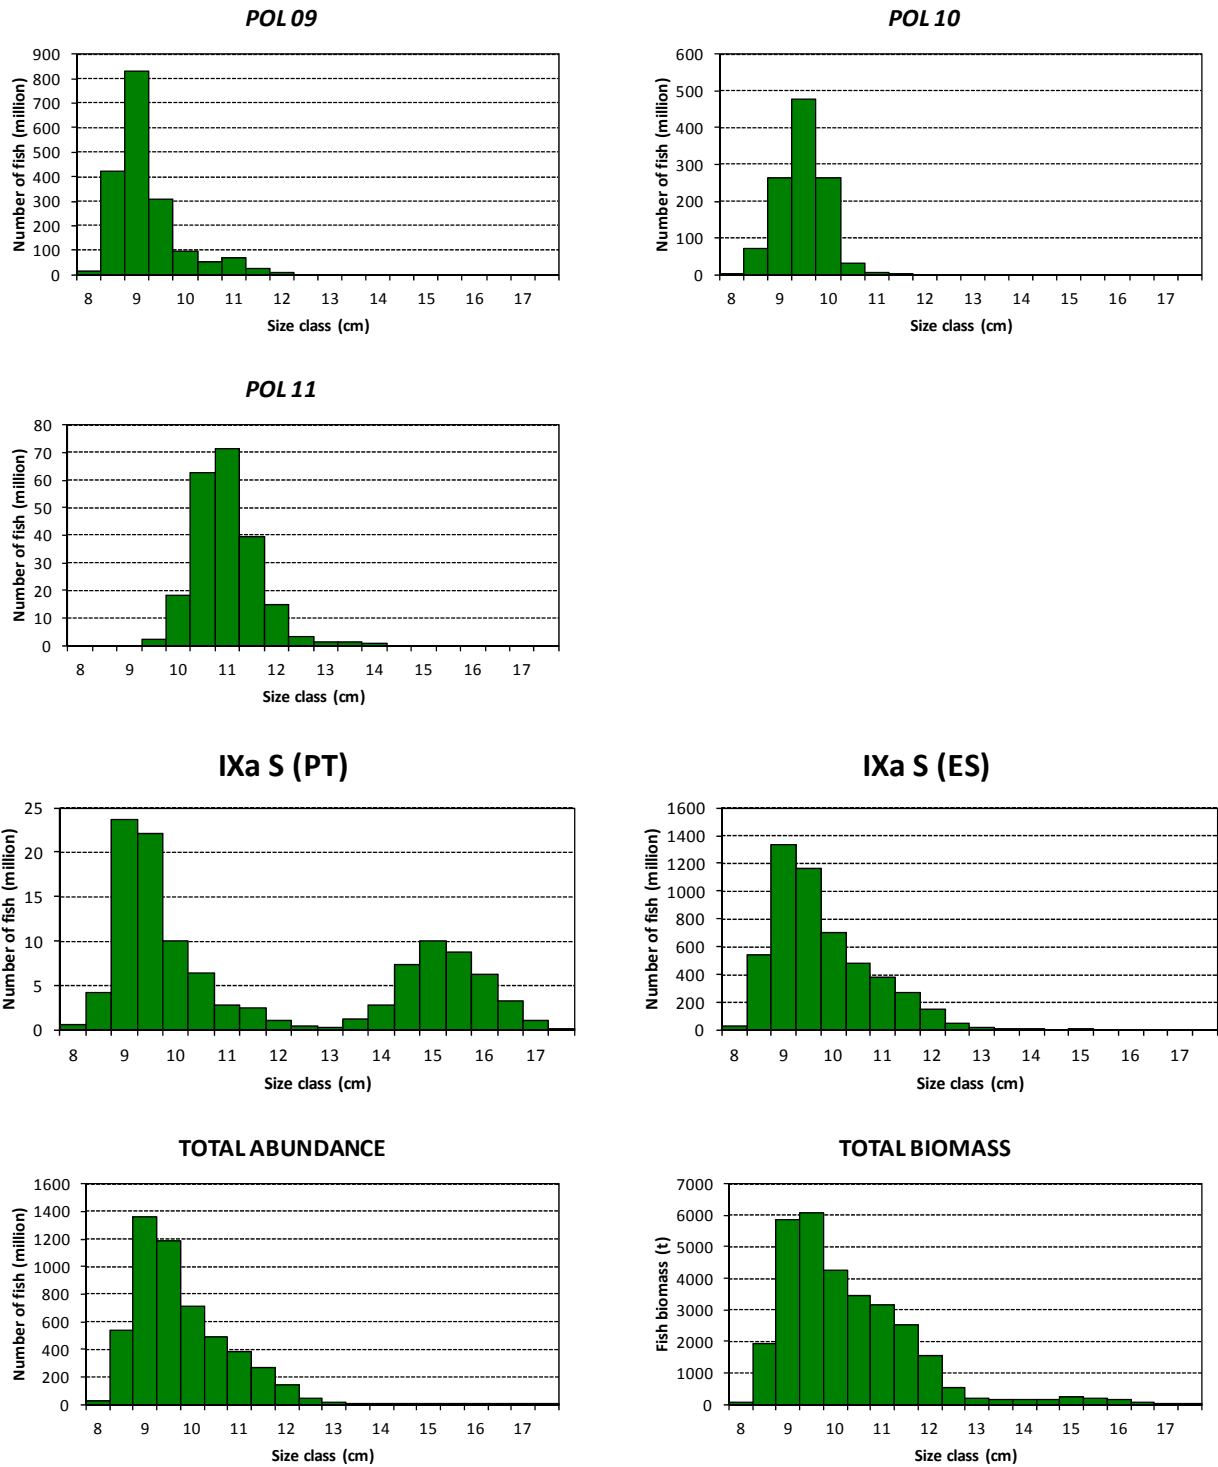 POL 09
900
800
700
600
500
400
300
200
100
0
Number of fish (million)
8 9 10 11 12 13 14 15 16 17
Size class (cm)
POL 10
600
500
400
300
200
100
0
Number of fish (million)
8 9 10 11 12 13 14 15 16 17
Size class (cm)
POL 11
80
70
60
50
40
30
20
10
0
Number of fish (million)
8 9 10 11 12 13 14 15 16 17
Size class (cm)
IXa S (PT)
25
20
15
10
5
0
Number of fish (million)
8 9 10 11 12 13 14 15 16 17
Size class (cm)
IXa S (ES)
1600
1400
1200
1000
800
600
400
200
0
Number of fish (million)
8 9 10 11 12 13 14 15 16 17
Size class (cm)
TOTAL ABUNDANCE
1600
1400
1200
1000
800
600
400
200
0
Number of fish (million)
8 9 10 11 12 13 14 15 16 17
Size class (cm)
TOTAL BIOMASS
7000
6000
5000
4000
3000
2000
1000
0
Fish biomass (t)
8 9 10 11 12 13 14 15 16 17
Size class (cm)